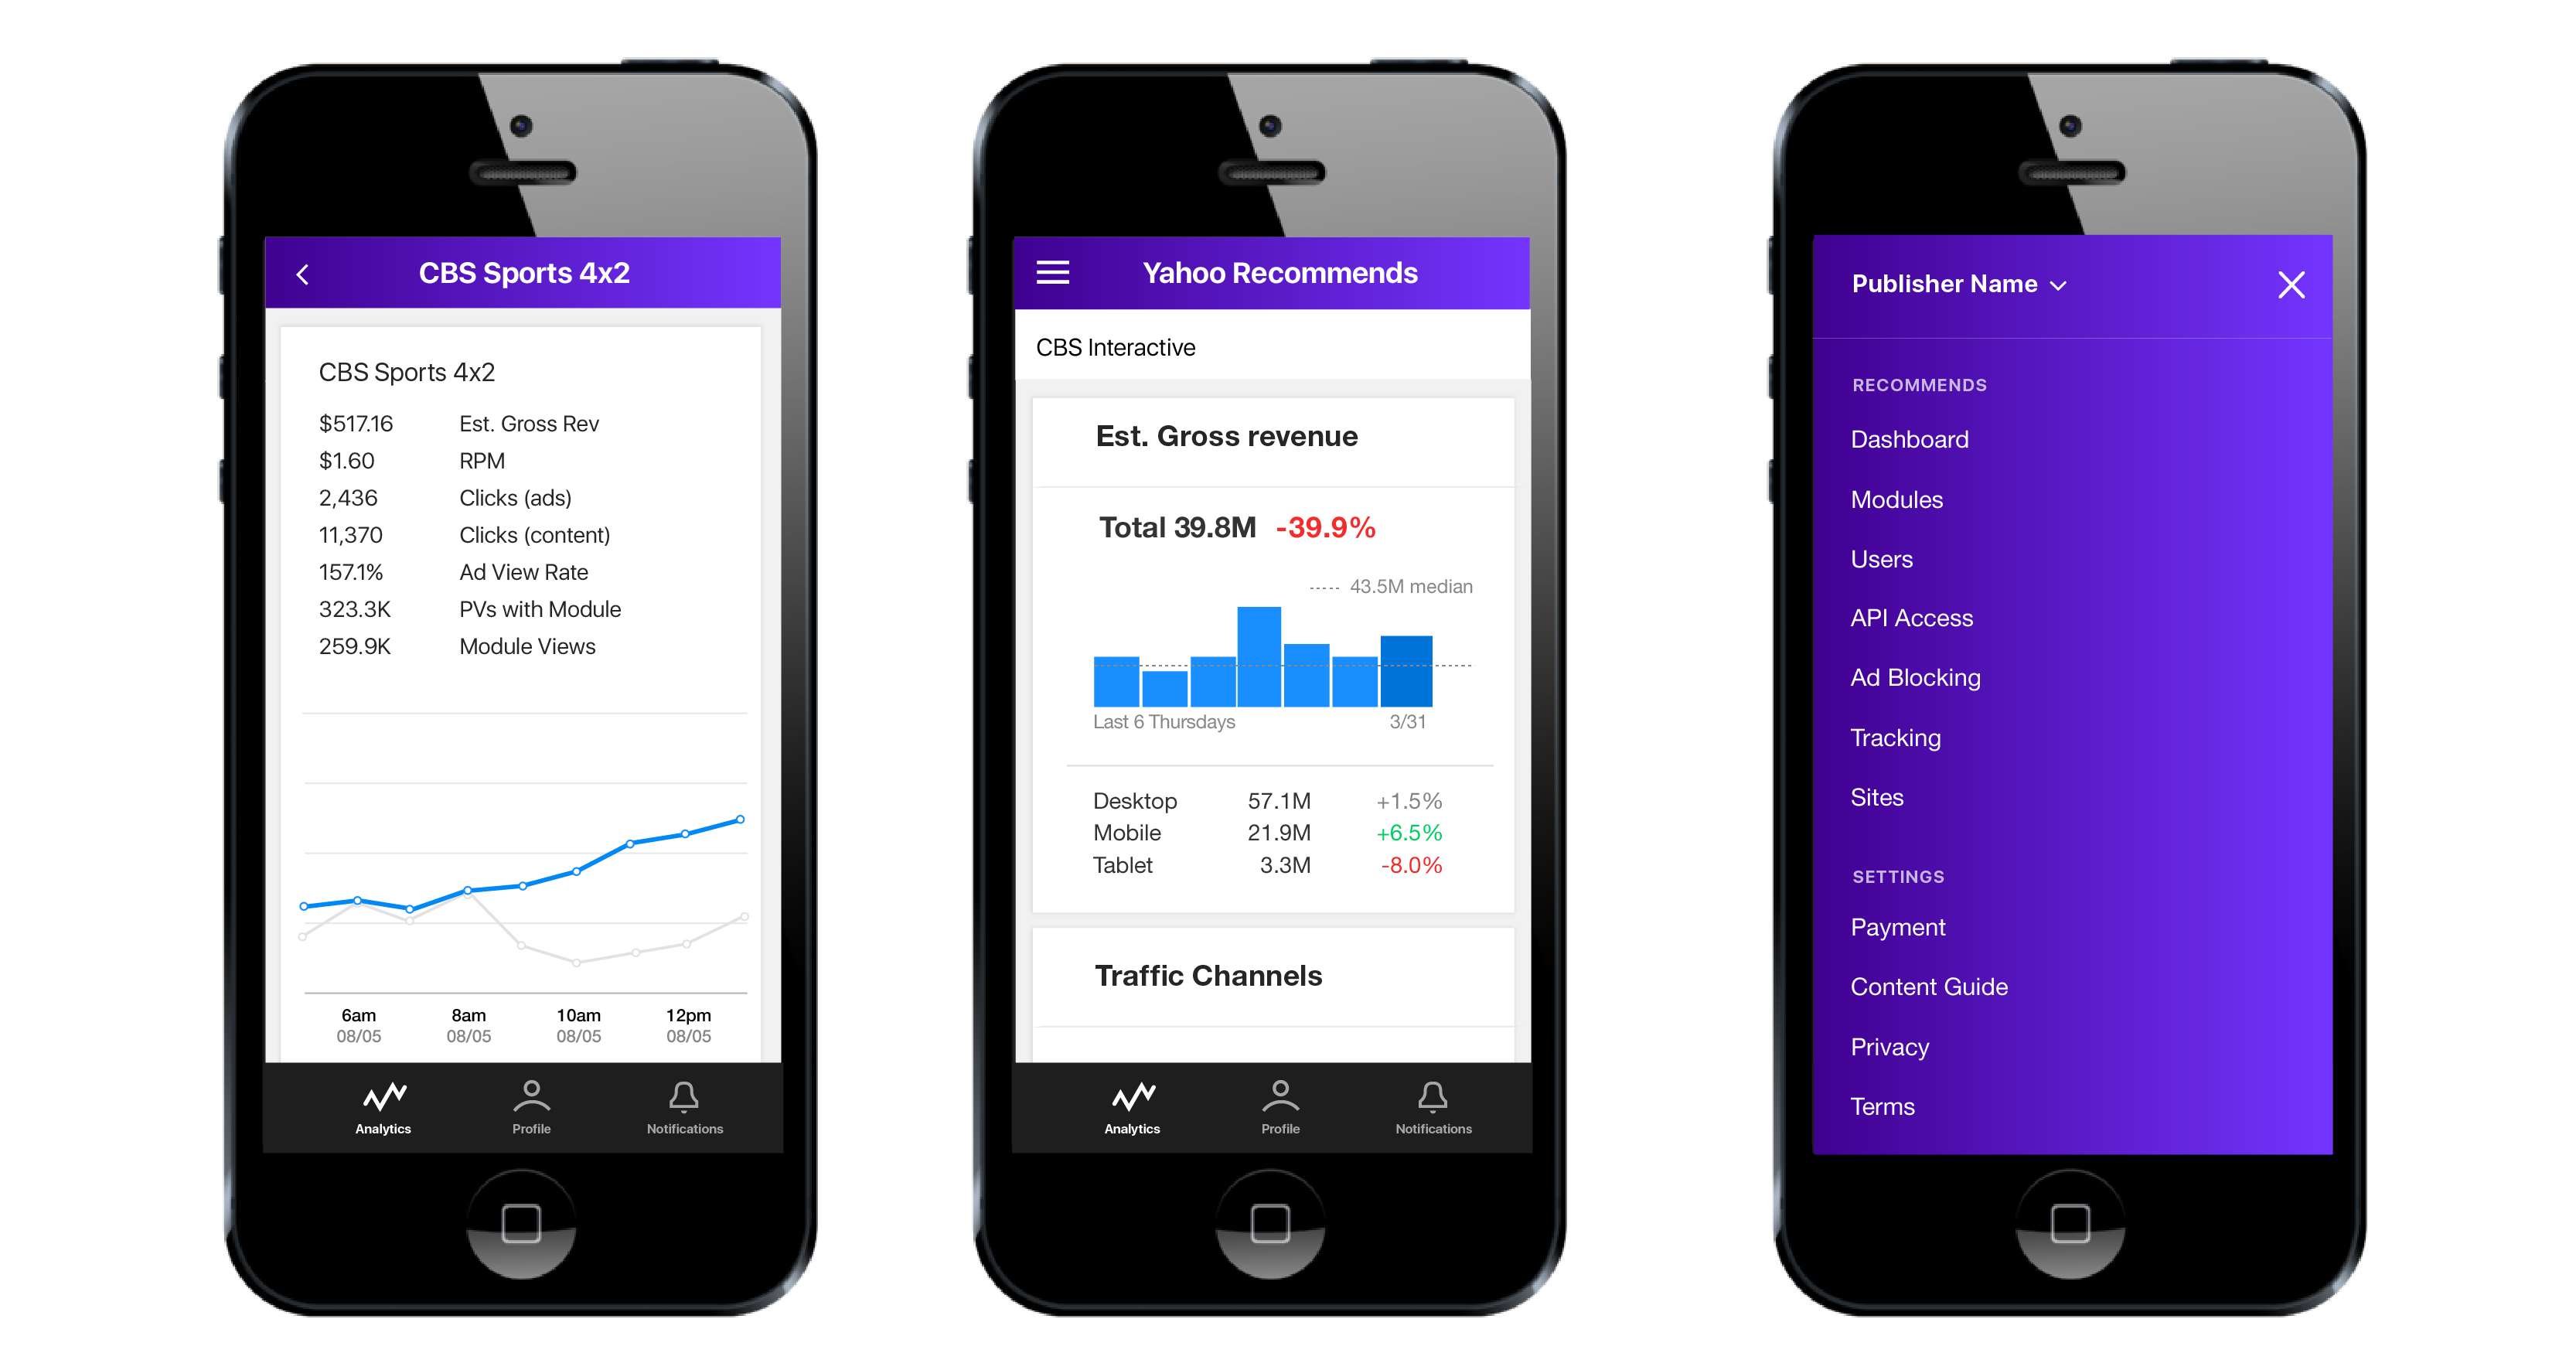 CBS Sports 4x2
CBS Sports 4x2
$517.16 Est. Gross Rev
$1.60 RPM
2,436 Clicks (ads)
11,370 Clicks (content)
157.1% Ad View Rate
323.3K PVs with Module
259.9K Module Views
6am 8am 10am 12pm
08/05 08/05 08/05 08/05
Analytics Profile Notifications
Yahoo Recommends
CBS Interactive
Est. Gross revenue
Total 39.8M -39.9%
43.5M median
Last 6 Thursdays 3/31
Desktop 57.1M +1.5%
Mobile 21.9M +6.5%
Tablet 3.3M -8.0%
Traffic Channels
Analytics Profile Notifications
Publisher Name
RECOMMENDS
Dashboard
Modules
Users
API Access
Ad Blocking
Tracking
Sites
SETTINGS
Payment
Content Guide
Privacy
Terms